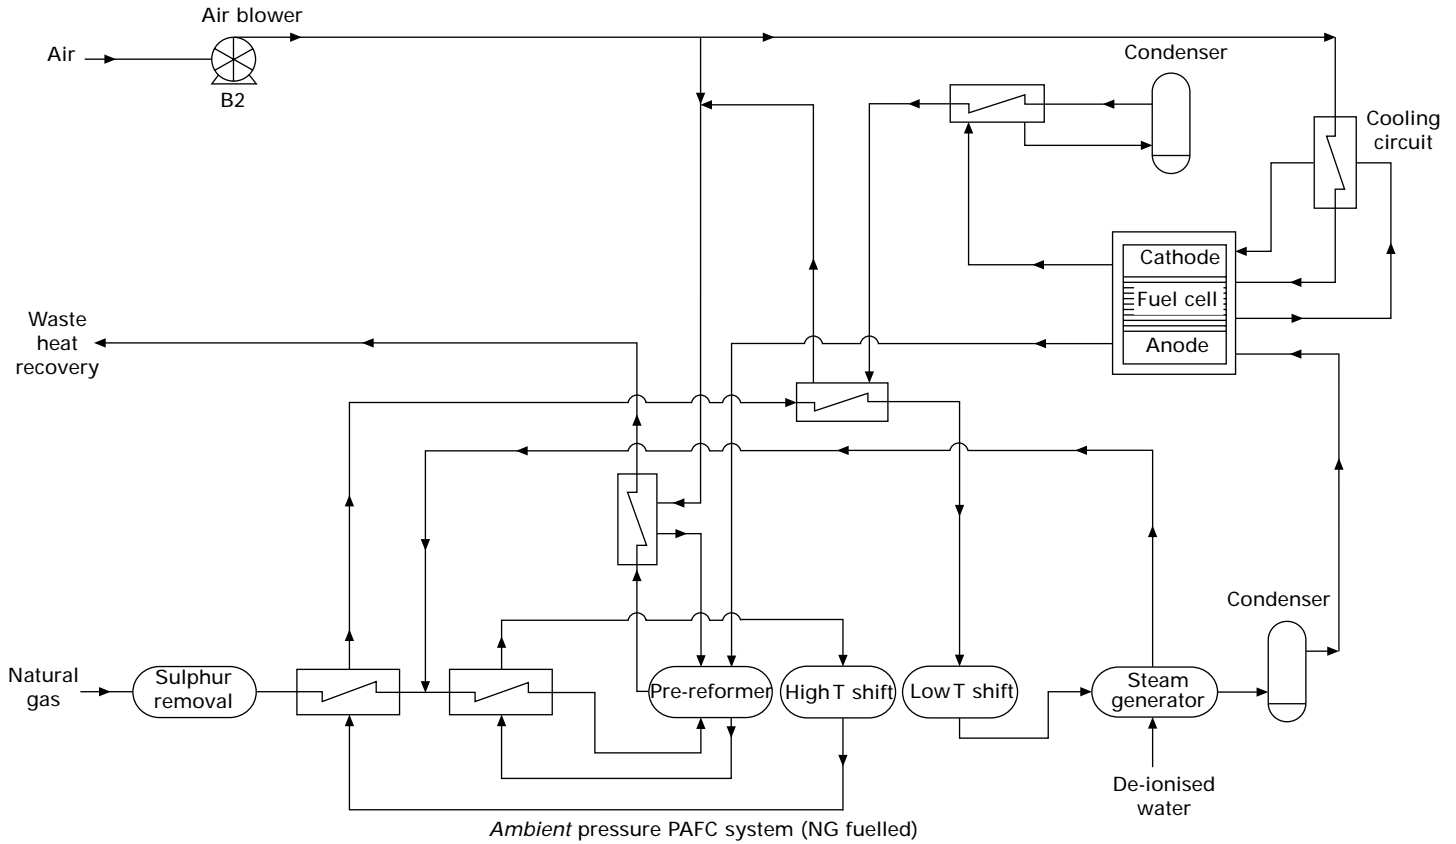 Air blower
Air
B2
Condenser
Cooling
circuit
Cathode
Fuel cell
Anode
Waste
heat
recovery
Condenser
Natural
gas
Sulphur
removal
Pre-reformer
High T shift
Low T shift
Steam
generator
De-ionised
water
Ambient pressure PAFC system (NG fuelled)